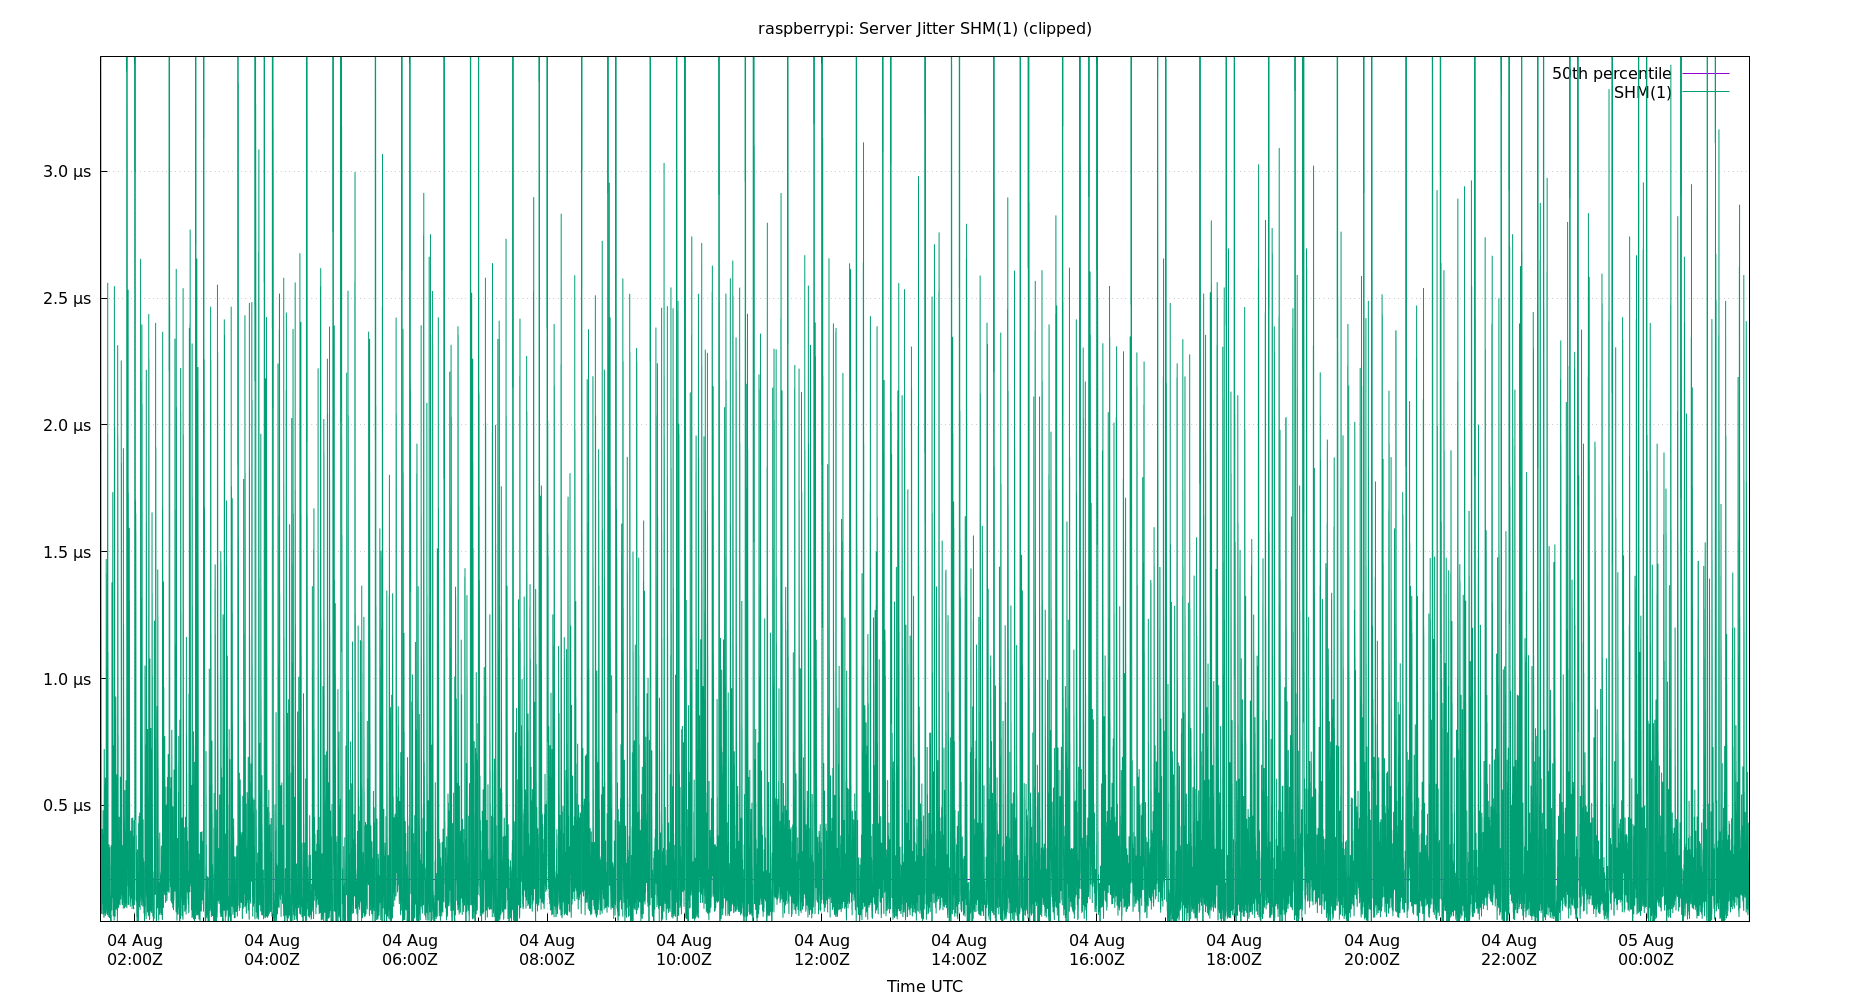 raspberrypi: Server Jitter SHM(1) (clipped)
50th percentile
SHM(1)
3.0 µs
2.5 µs
2.0 µs
1.5 µs
1.0 µs
0.5 µs
04 Aug 04 Aug 04 Aug 04 Aug 04 Aug 04 Aug 04 Aug 04 Aug 04 Aug 04 Aug 04 Aug 05 Aug
02:00Z 04:00Z 06:00Z 08:00Z 10:00Z 12:00Z 14:00Z 16:00Z 18:00Z 20:00Z 22:00Z 00:00Z
Time UTC